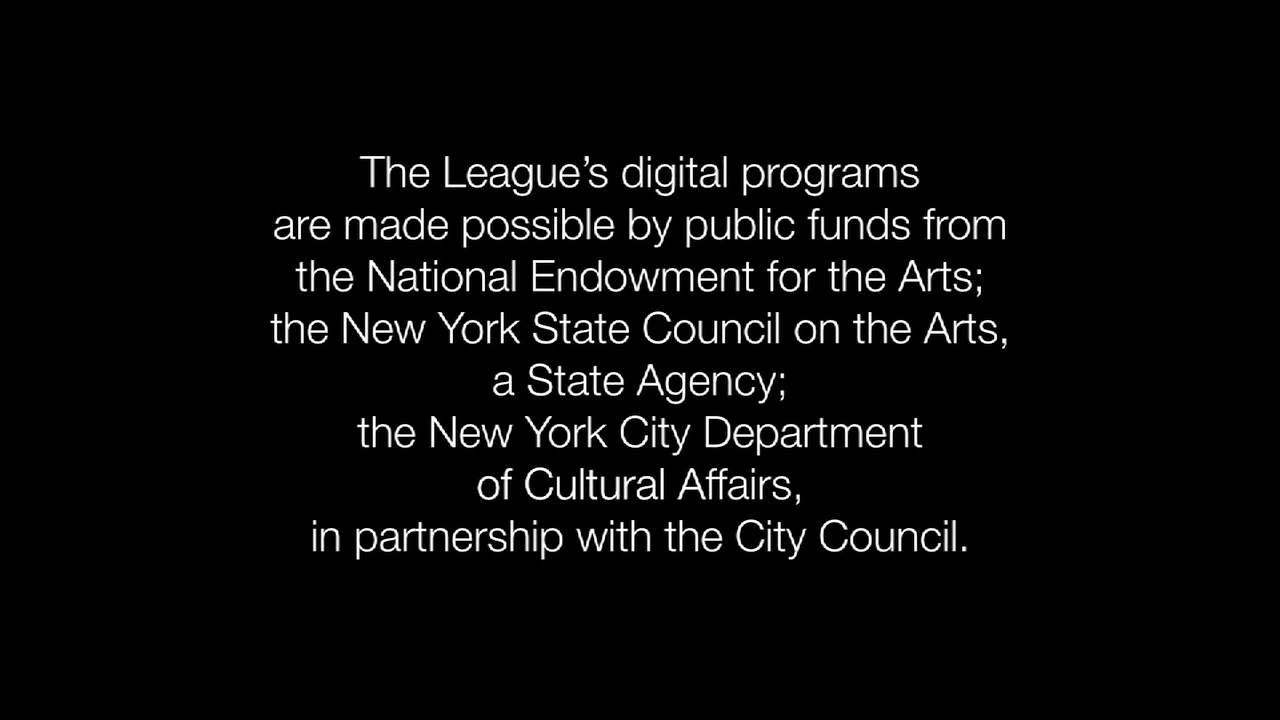 The League’s digital programs
are made possible by public funds from
the National Endowment for the Arts;
the New York State Council on the Arts,
a State Agency;
the New York City Department
of Cultural Affairs,
in partnership with the City Council.